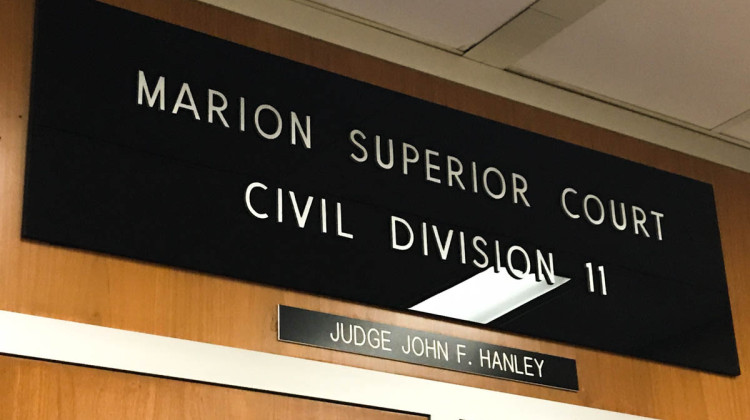 MARION SUPERIOR COURT
CIVIL DIVISION 11
JUDGE JOHN F. HANLEY